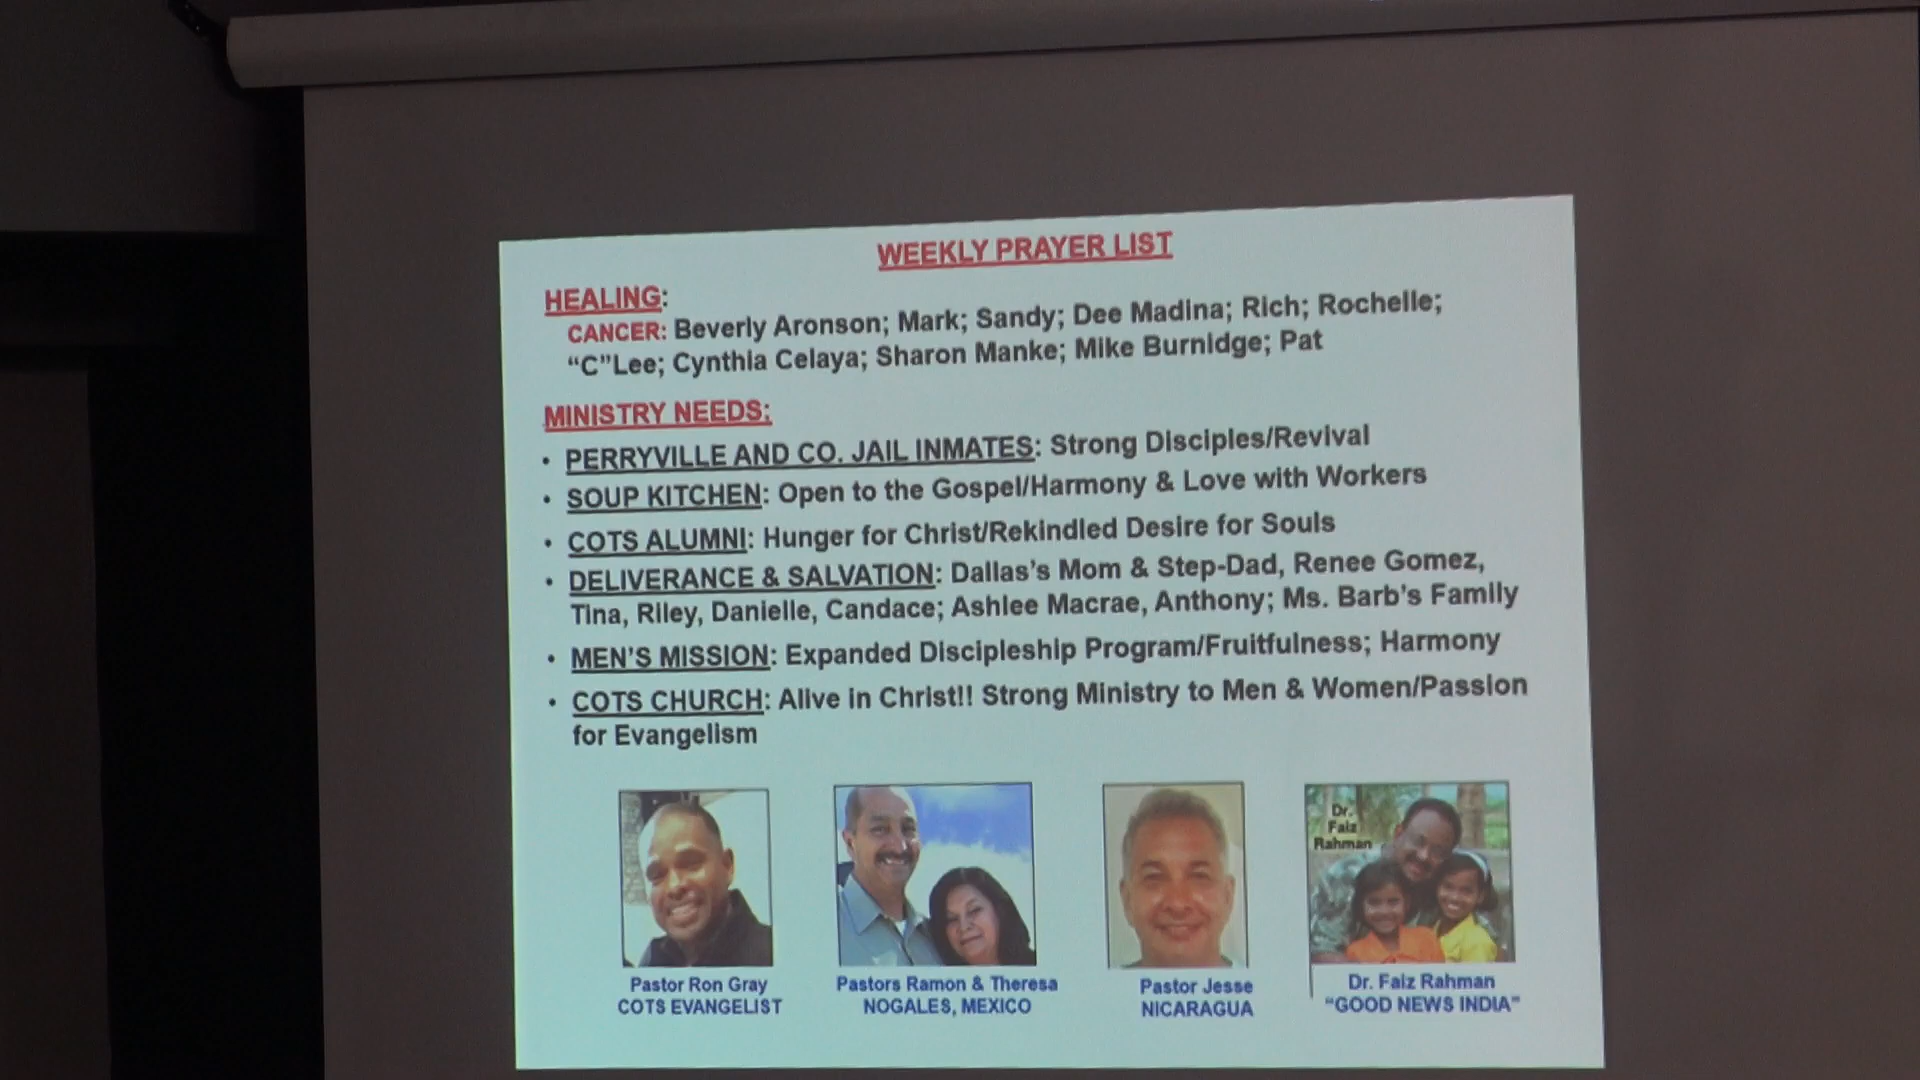 WEEKLY PRAYER LIST
HEALING:
CANCER: Beverly Aronson; Mark; Sandy; Dee Madina; Rich; Rochelle;
“C”Lee; Cynthia Celaya; Sharon Manke; Mike Burnidge; Pat
MINISTRY NEEDS:
• PERRYVILLE AND CO. JAIL INMATES: Strong Disciples/Revival
• SOUP KITCHEN: Open to the Gospel/Harmony & Love with Workers
• COTS ALUMNI: Hunger for Christ/Rekindled Desire for Souls
• DELIVERANCE & SALVATION: Dallas’s Mom & Step-Dad, Renee Gomez,
Tina, Riley, Danielle, Candace; Ashlee Macrae, Anthony; Ms. Barb’s Family
• MEN’S MISSION: Expanded Discipleship Program/Fruitfulness; Harmony
• COTS CHURCH: Alive in Christ!! Strong Ministry to Men & Women/Passion
for Evangelism
Dr.
Faiz
Rahman
Pastor Ron Gray
COTS EVANGELIST
Pastors Ramon & Theresa
NOGALES, MEXICO
Pastor Jesse
NICARAGUA
Dr. Faiz Rahman
“GOOD NEWS INDIA”